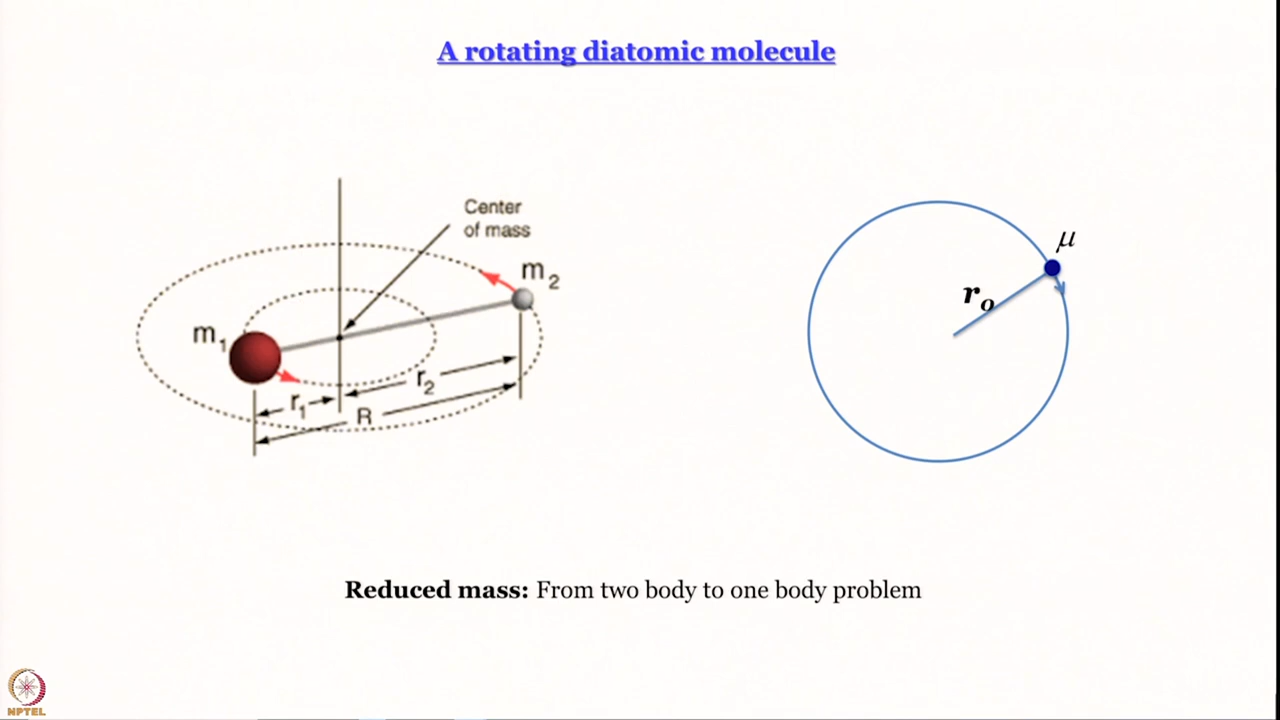 A rotating diatomic molecule
Center
of mass
m2
m1
r1
r2
R
μ
ro
Reduced mass: From two body to one body problem
NPTEL